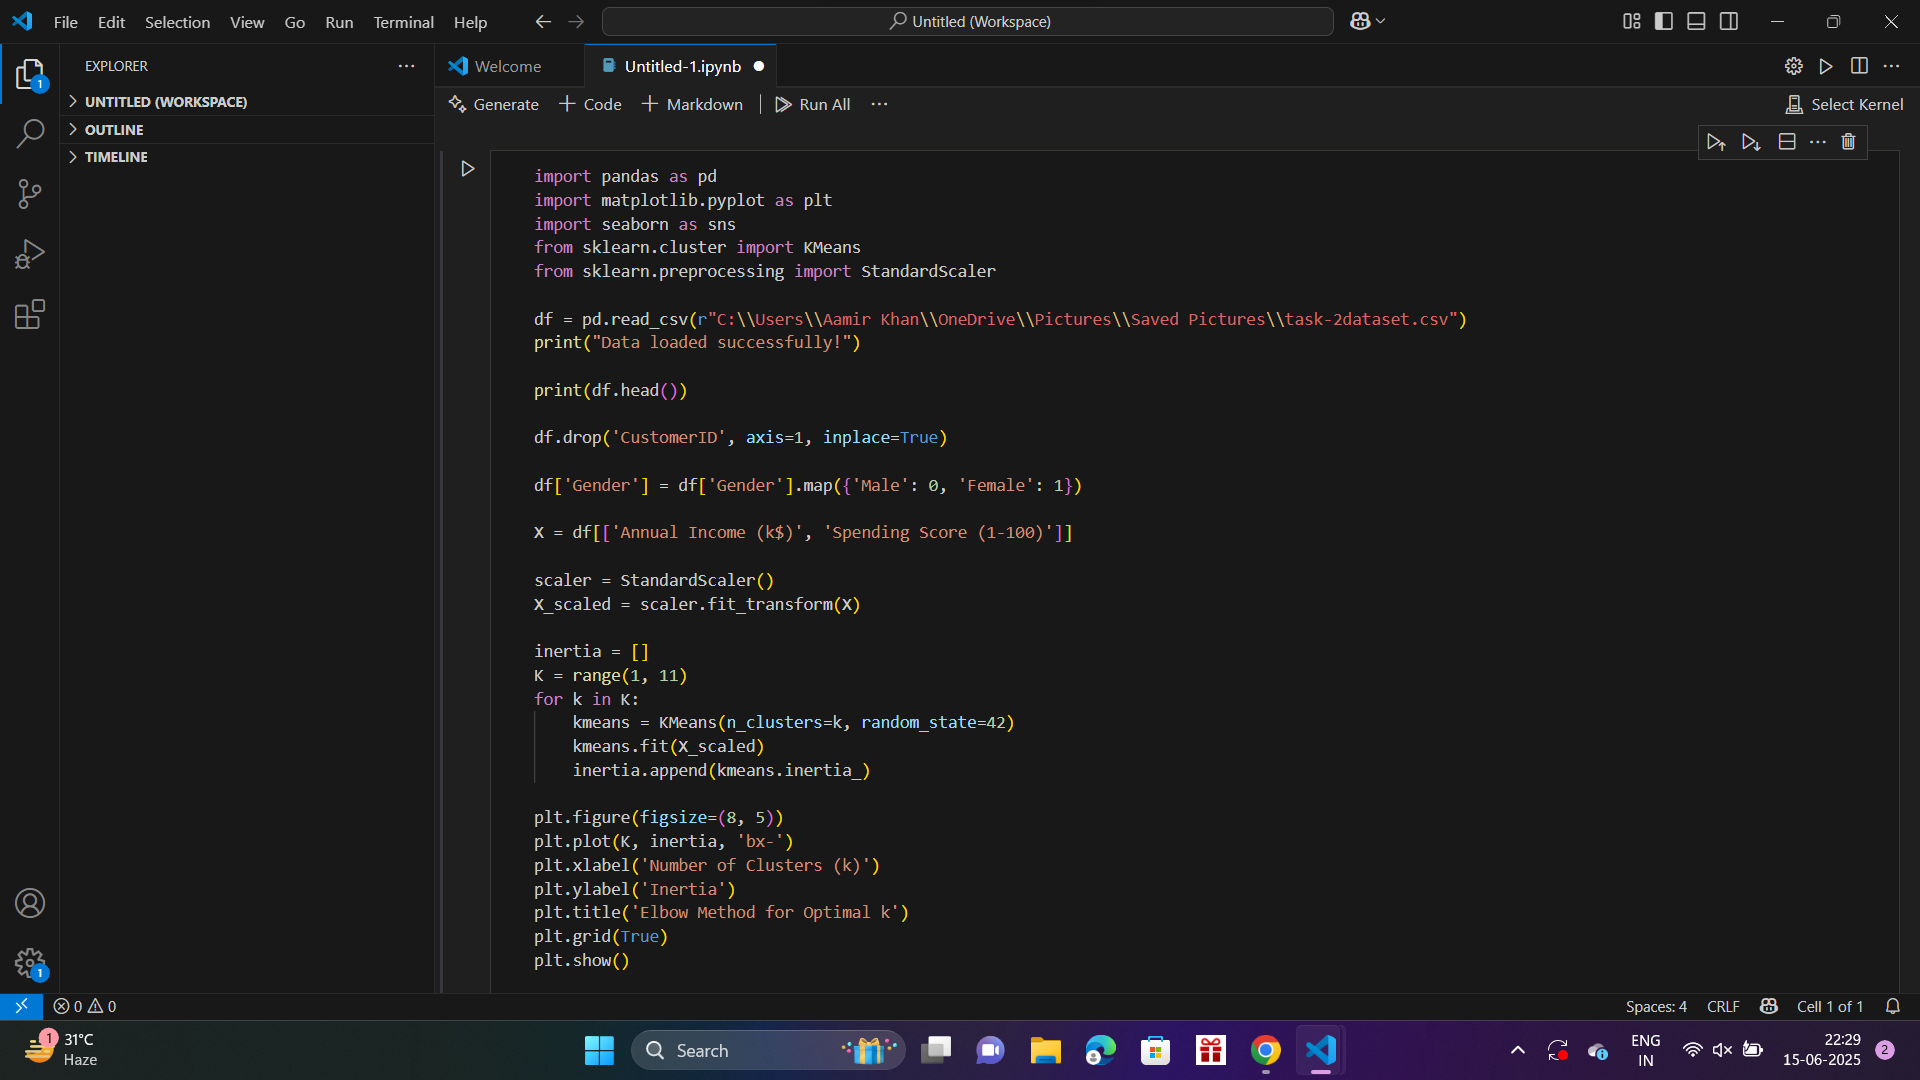 File Edit Selection View Go Run Terminal Help
Untitled (Workspace)
EXPLORER
1
UNTITLED (WORKSPACE)
OUTLINE
TIMELINE
Welcome
Untitled-1.ipynb
Generate + Code + Markdown Run All ...
Select Kernel
import pandas as pd
import matplotlib.pyplot as plt
import seaborn as sns
from sklearn.cluster import KMeans
from sklearn.preprocessing import StandardScaler
df = pd.read_csv(r"C:\\Users\\Aamir Khan\\OneDrive\\Pictures\\Saved Pictures\\task-2dataset.csv")
print("Data loaded successfully!")
print(df.head())
df.drop('CustomerID', axis=1, inplace=True)
df['Gender'] = df['Gender'].map({'Male': 0, 'Female': 1})
X = df[['Annual Income (k$)', 'Spending Score (1-100)']]
scaler = StandardScaler()
X_scaled = scaler.fit_transform(X)
inertia = []
K = range(1, 11)
for k in K:
    kmeans = KMeans(n_clusters=k, random_state=42)
    kmeans.fit(X_scaled)
    inertia.append(kmeans.inertia_)
plt.figure(figsize=(8, 5))
plt.plot(K, inertia, 'bx-')
plt.xlabel('Number of Clusters (k)')
plt.ylabel('Inertia')
plt.title('Elbow Method for Optimal k')
plt.grid(True)
plt.show()
1
0 0
Spaces: 4 CRLF Cell 1 of 1
1
31°C
Haze
Search
ENG
IN
22:29
15-06-2025
2